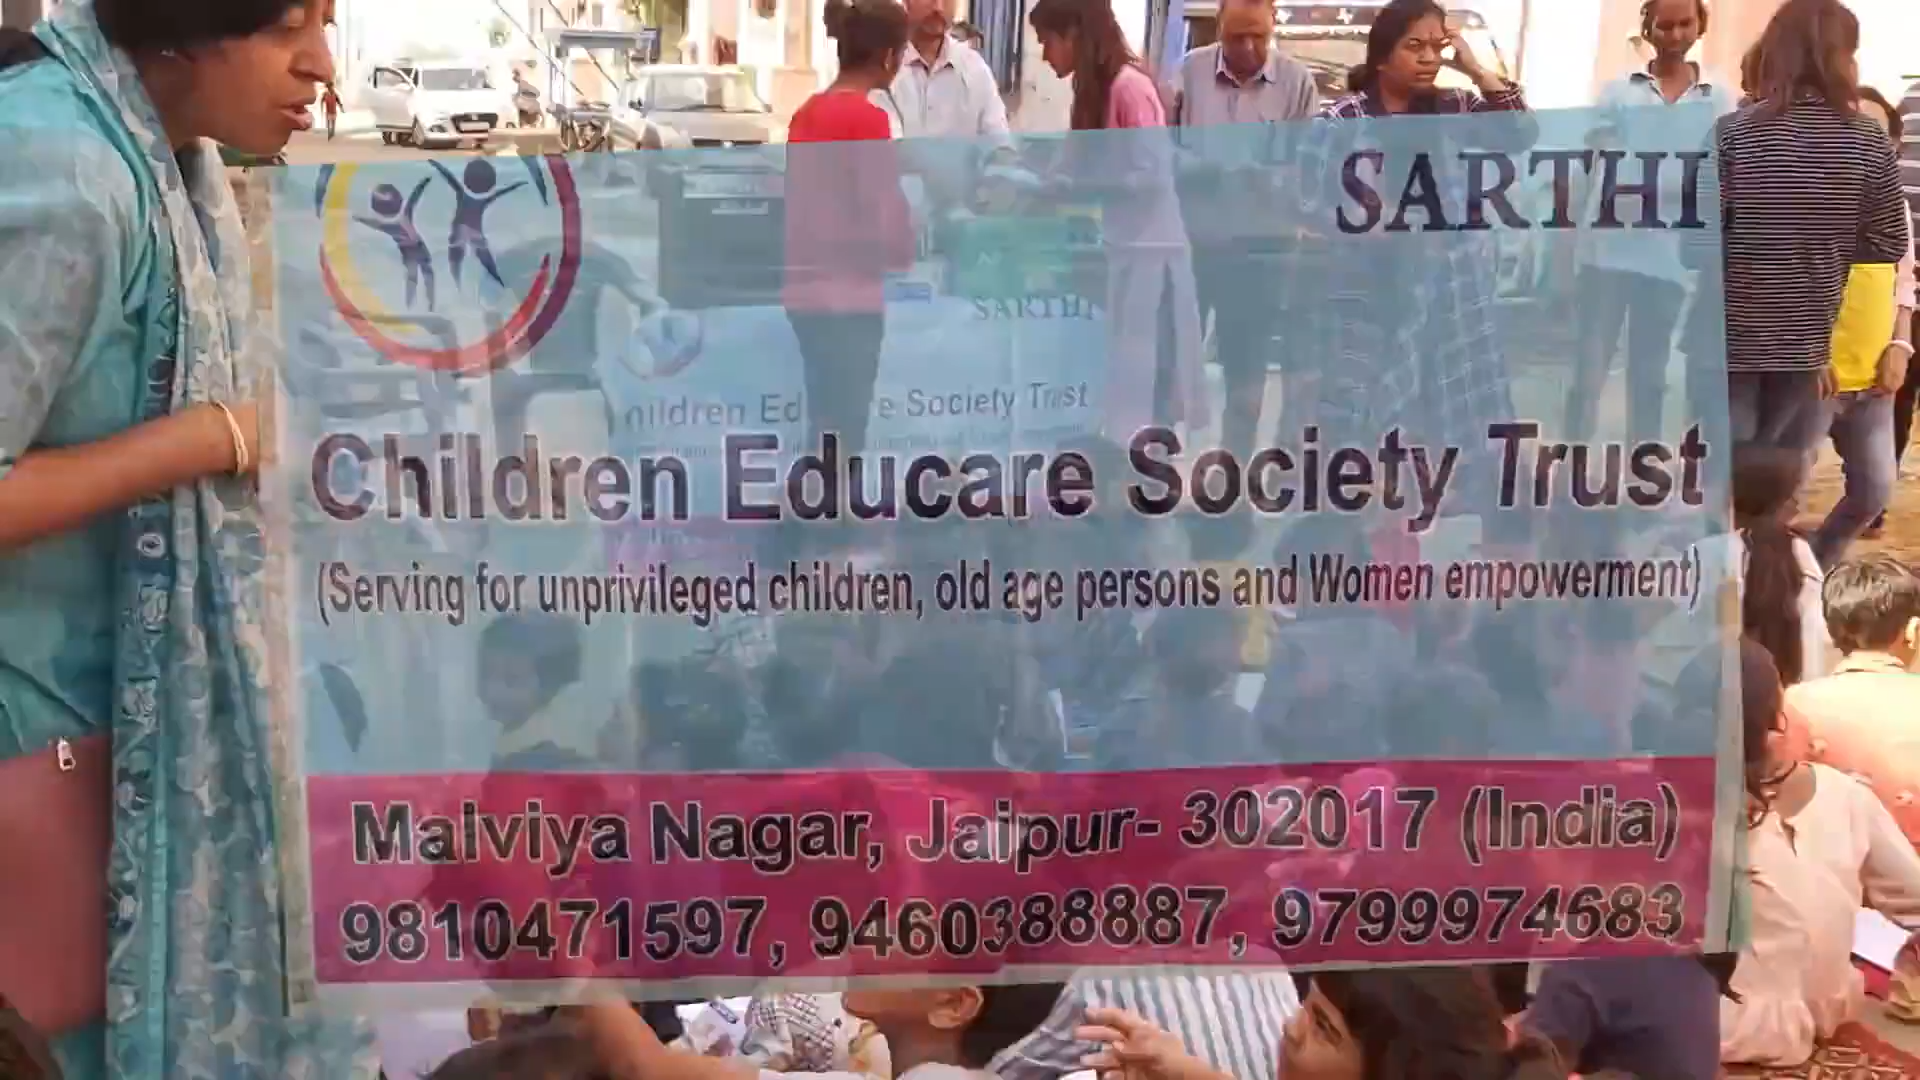 SARTHI
Children Educare Society Trust
(Serving for unprivileged children, old age persons and Women empowerment)
Malviya Nagar, Jaipur- 302017 (India)
9810471597, 9460388887, 9799974683
SARTHI
Society Trust